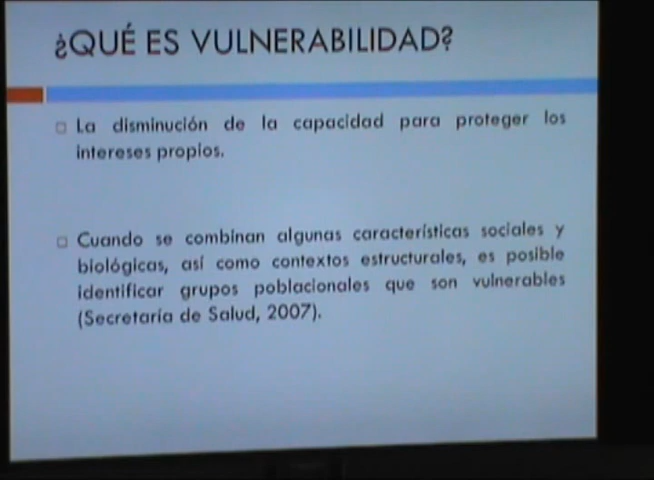 ¿QUÉ ES VULNERABILIDAD?
La disminución de la capacidad para proteger los
intereses propios.
Cuando se combinan algunas características sociales y
biológicas, así como contextos estructurales, es posible
identificar grupos poblacionales que son vulnerables
(Secretaría de Salud, 2007).